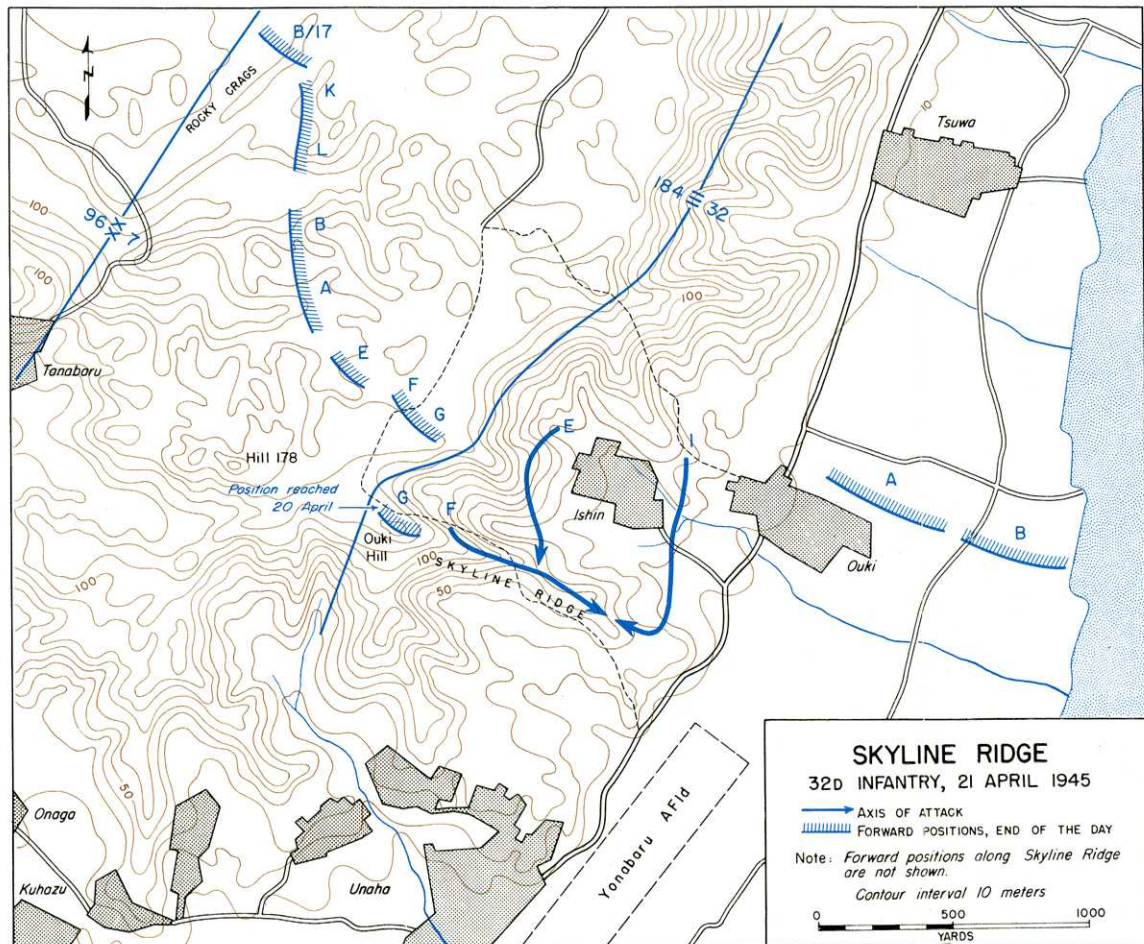 B/17
N
ROCKY CRAGS
K
L
Tsuwa
10
184 32
96 7
100
B
100
A
100
Tanabaru
E
F
G
E
I
Hill 178
A
Position reached
20 April
G
F
Ishin
Ouki
B
Ouki
Hill
100
SKYLINE RIDGE
50
100
50
Onaga
Kuhazu
Unaha
Yonabaru AFld
SKYLINE RIDGE
32D INFANTRY, 21 APRIL 1945
AXIS OF ATTACK
FORWARD POSITIONS, END OF THE DAY
Note: Forward positions along Skyline Ridge
are not shown.
Contour interval 10 meters
0 500 1000
YARDS